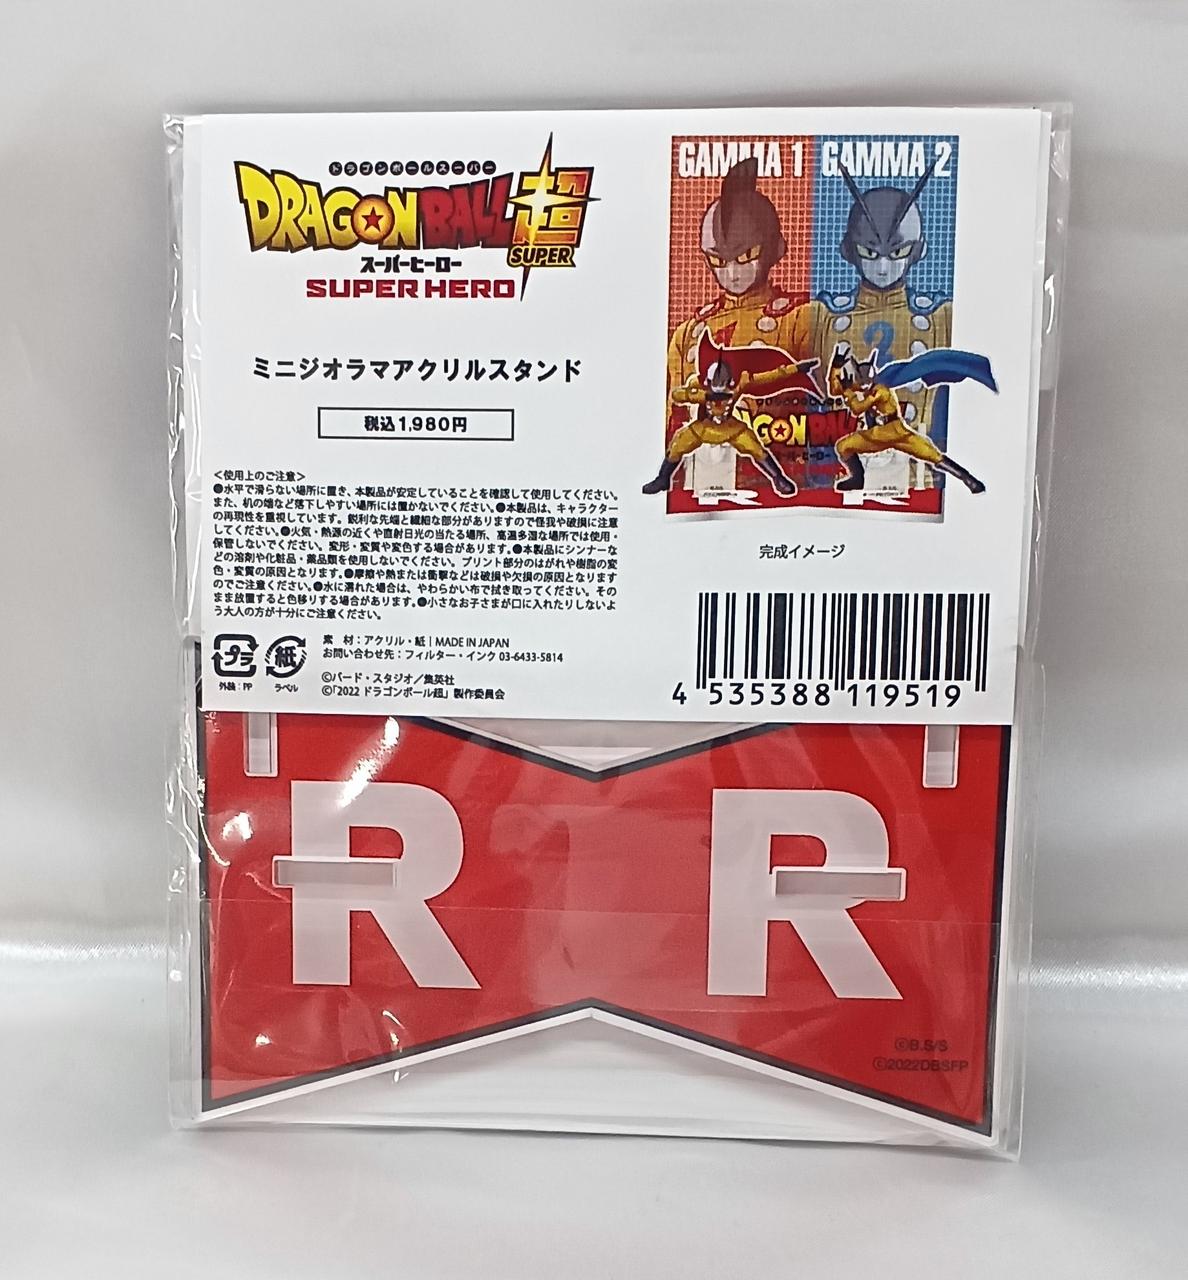 ドラゴンボールスーパー
DRAGON BALL超
SUPER
スーパーヒーロー
SUPER HERO
ミニジオラマアクリルスタンド
税込1,980円
<使用上のご注意>
●水平で滑らない場所に置き、本製品が安定していることを確認して使用してください。
また、机の端など落下しやすい場所には置かないでください。●本製品は、キャラクター
の再現性を重視しています。鋭利な先端と繊細な部分がありますので怪我や破損に注意
してください。●火気・熱源の近くや直射日光の当たる場所、高温多湿な場所では使用・
保管しないでください。変形・変質や変色する場合があります。●本製品にシンナーな
どの溶剤や化粧品・薬品類を使用しないでください。プリント部分のはがれや樹脂の変
色・変質の原因となります。●摩擦や熱または衝撃などは破損や欠損の原因となります
のでご注意ください。●水に濡れた場合は、やわらかい布で拭き取ってください。その
まま放置すると色移りする場合があります。●小さなお子さまが口に入れたりしないよ
う大人の方が十分にご注意ください。
プラ
外装:PP
紙
ラベル
素 材:アクリル・紙 | MADE IN JAPAN
お問い合わせ先:フィルター・インク 03-6433-5814
©バード・スタジオ/集英社
©「2022 ドラゴンボール超」製作委員会
GAMMA 1
GAMMA 2
2
DRAGON BALL
完成イメージ
4 535388 119519
R
R
©B.S/S
©2022DBSFP